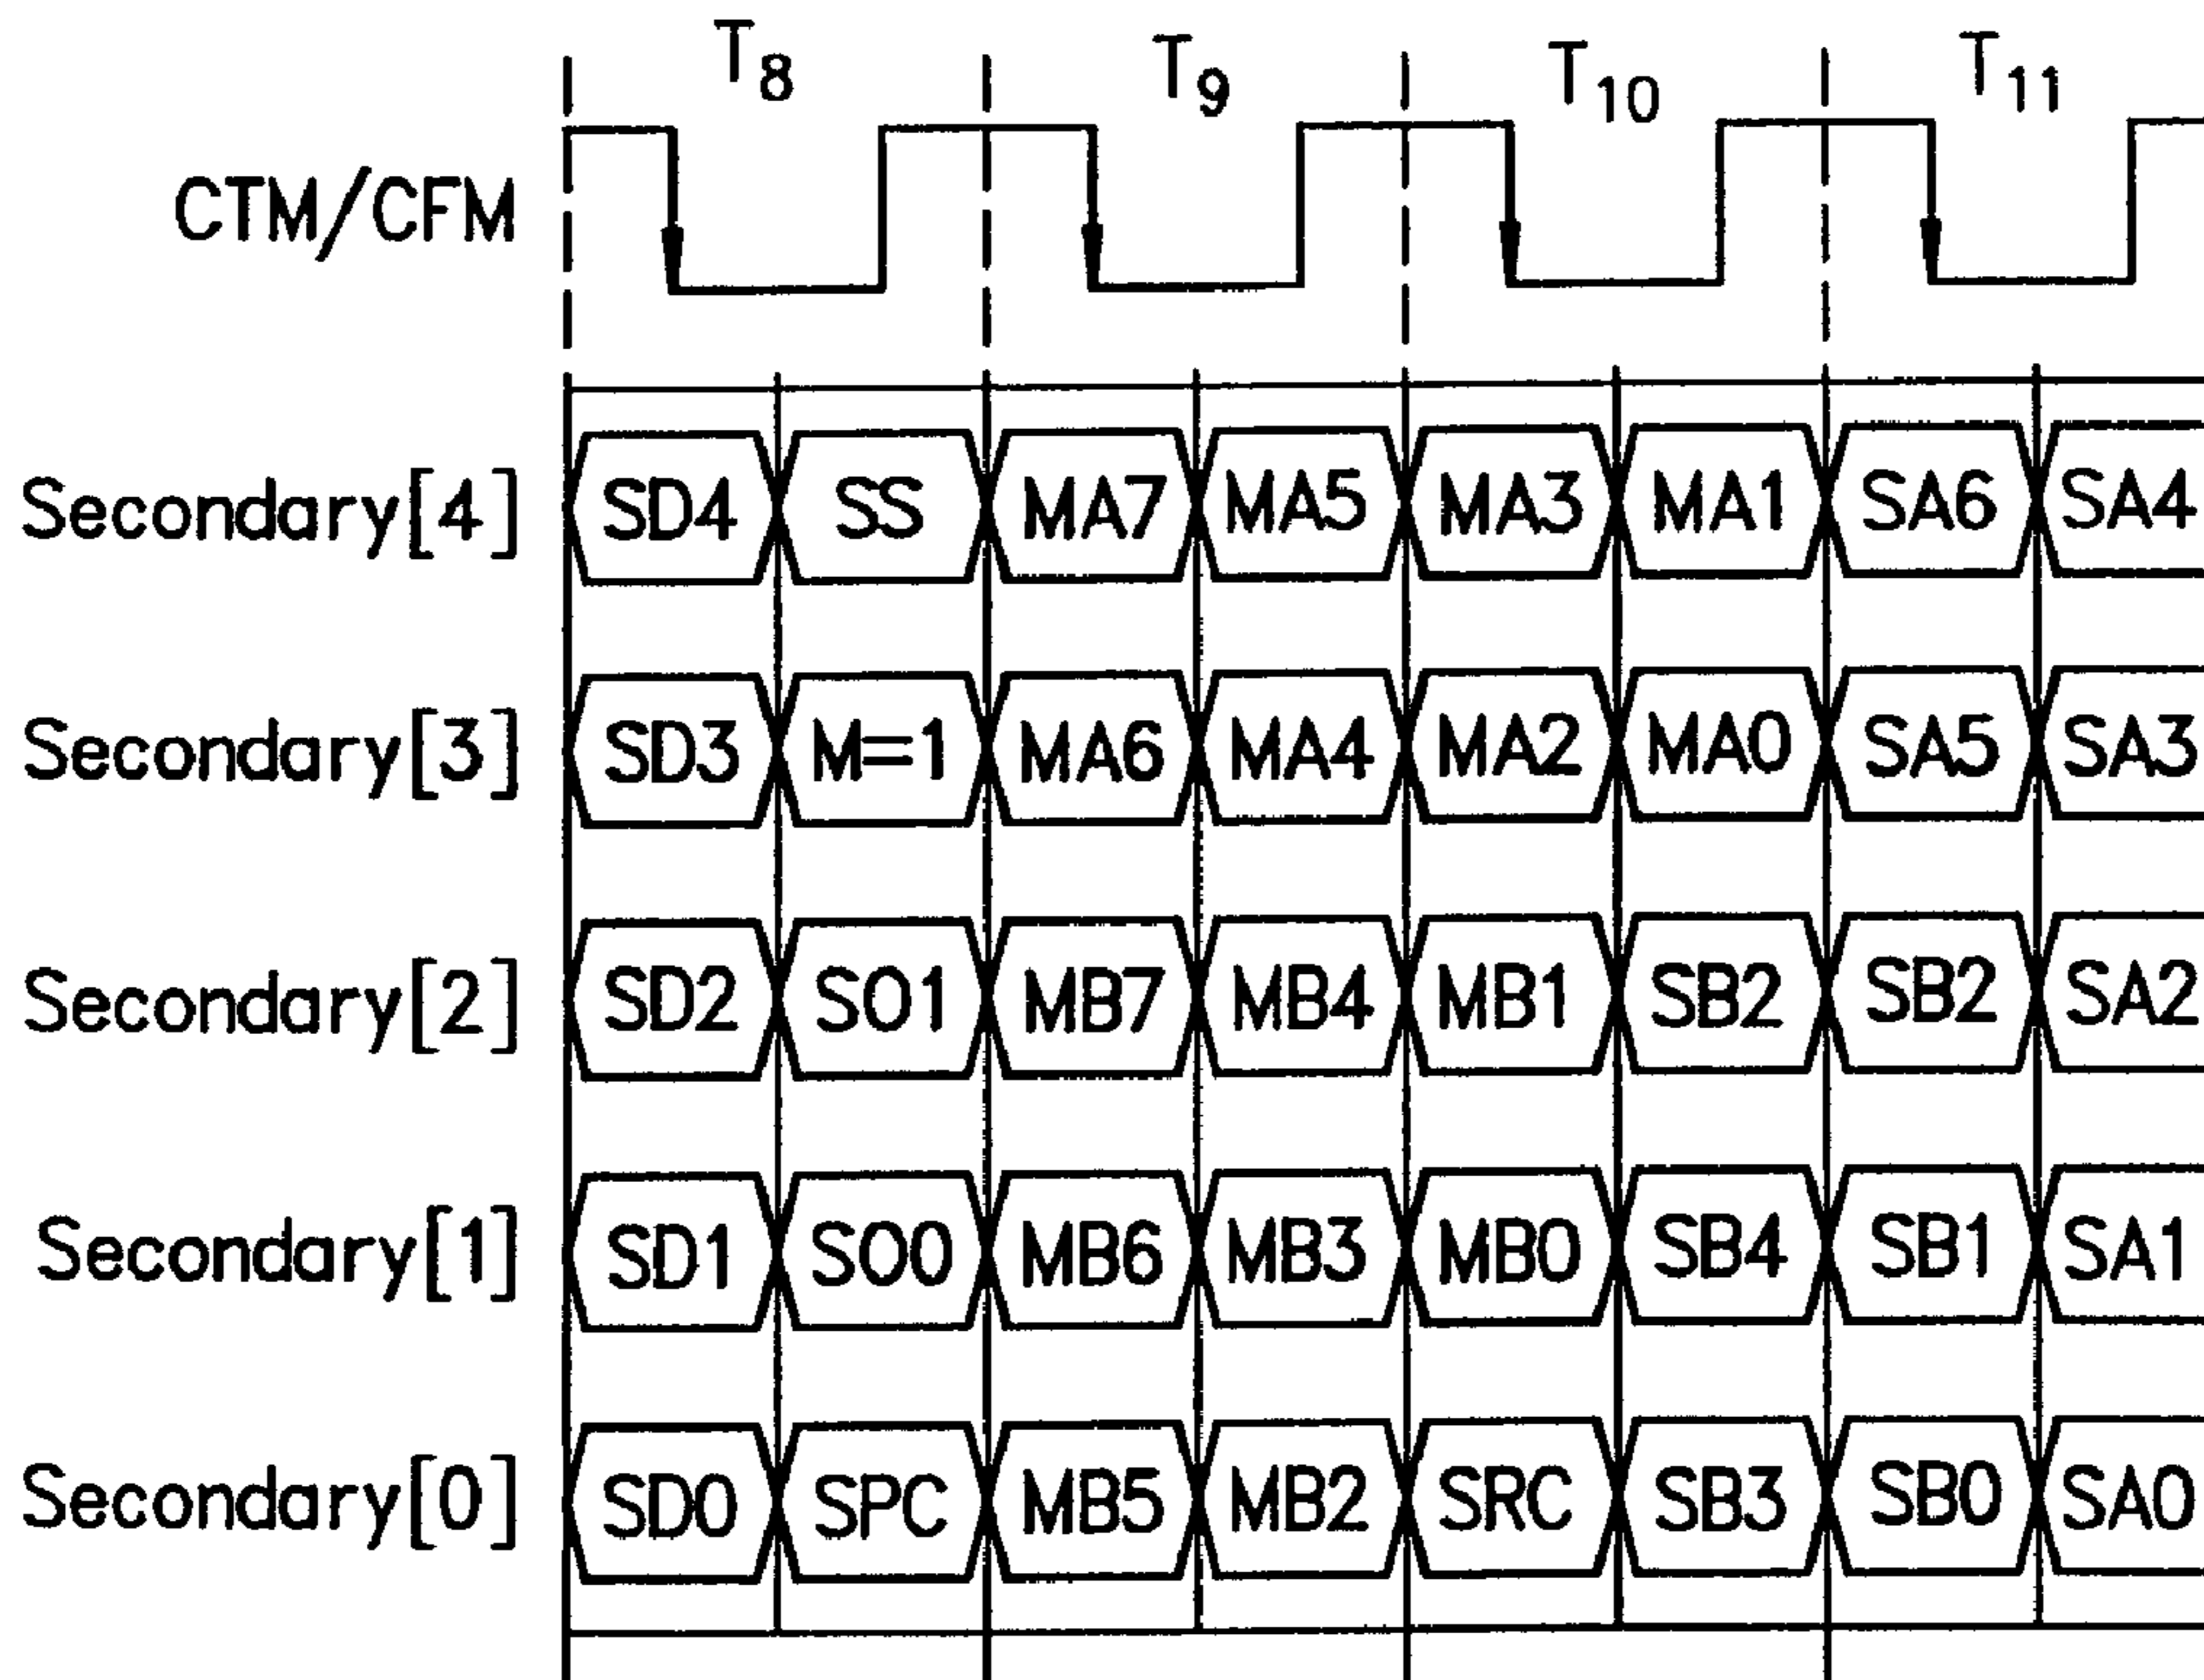 T8 T9 T10 T11
CTM/CFM
Secondary[4] SD4 SS MA7 MA5 MA3 MA1 SA6 SA4
Secondary[3] SD3 M=1 MA6 MA4 MA2 MA0 SA5 SA3
Secondary[2] SD2 SO1 MB7 MB4 MB1 SB2 SB2 SA2
Secondary[1] SD1 SO0 MB6 MB3 MB0 SB4 SB1 SA1
Secondary[0] SD0 SPC MB5 MB2 SRC SB3 SB0 SA0